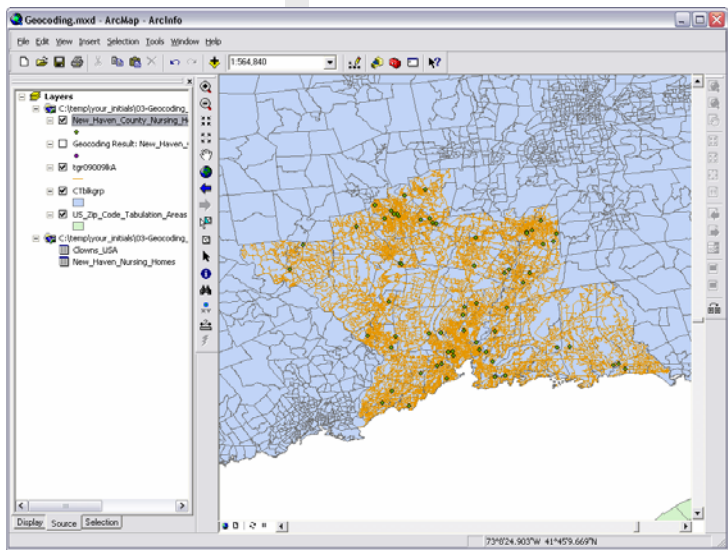 Geocoding.mxd - ArcMap - ArcInfo
File Edit View Insert Selection Tools Window Help
1:564,840
Layers
C:\temp\your_initials\03-Geocoding_
New_Haven_County_Nursing_H
Geocoding Result: New_Haven_
tgr09009lkA
CTblkgrp
US_Zip_Code_Tabulation_Areas
C:\temp\your_initials\03-Geocoding_
Clowns_USA
New_Haven_Nursing_Homes
XY
Display Source Selection
73°0'24.903"W 41°45'9.669"N